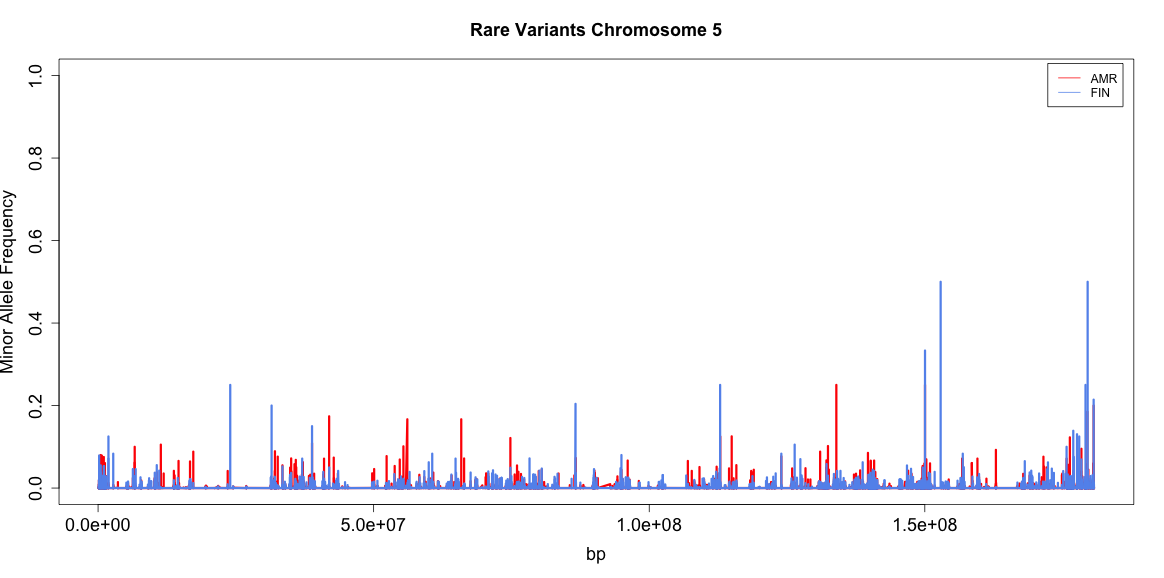 Rare Variants Chromosome 5
AMR
FIN
1.0
0.8
0.6
0.4
0.2
0.0
Minor Allele Frequency
0.0e+00 5.0e+07 1.0e+08 1.5e+08
bp